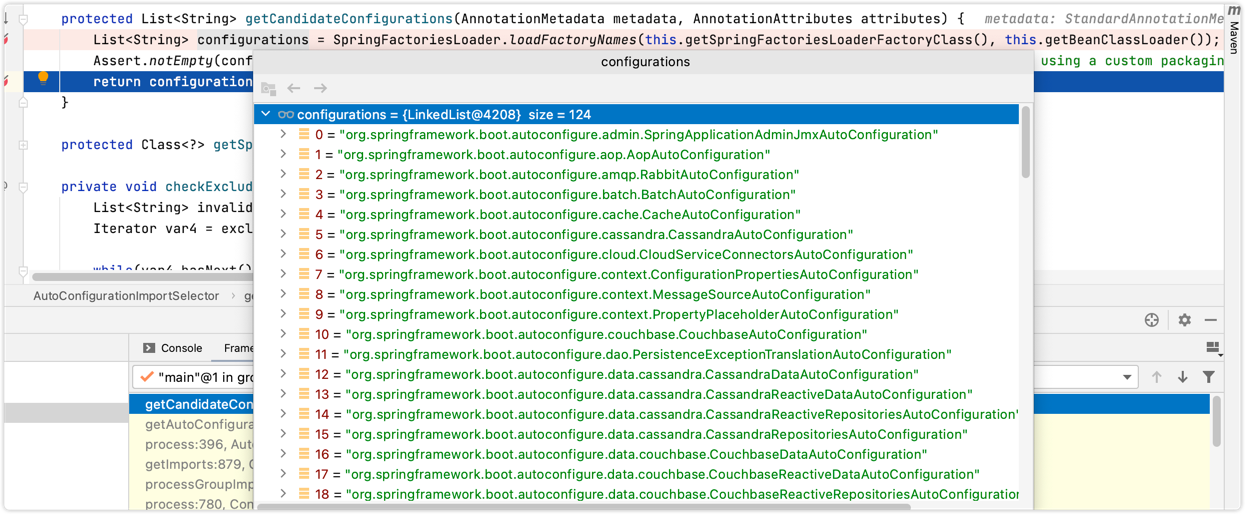 protected List<String> getCandidateConfigurations(AnnotationMetadata metadata, AnnotationAttributes attributes) {  metadata: StandardAnnotationMe
List<String> configurations = SpringFactoriesLoader.loadFactoryNames(this.getSpringFactoriesLoaderFactoryClass(), this.getBeanClassLoader());
Assert.notEmpty(conf using a custom packagin
return configuration
}
protected Class<?> getSp
private void checkExclud
List<String> invalid
Iterator var4 = excl
while(var4.hasNext()
configurations
configurations = {LinkedList@4208}  size = 124
0 = "org.springframework.boot.autoconfigure.admin.SpringApplicationAdminJmxAutoConfiguration"
1 = "org.springframework.boot.autoconfigure.aop.AopAutoConfiguration"
2 = "org.springframework.boot.autoconfigure.amqp.RabbitAutoConfiguration"
3 = "org.springframework.boot.autoconfigure.batch.BatchAutoConfiguration"
4 = "org.springframework.boot.autoconfigure.cache.CacheAutoConfiguration"
5 = "org.springframework.boot.autoconfigure.cassandra.CassandraAutoConfiguration"
6 = "org.springframework.boot.autoconfigure.cloud.CloudServiceConnectorsAutoConfiguration"
7 = "org.springframework.boot.autoconfigure.context.ConfigurationPropertiesAutoConfiguration"
8 = "org.springframework.boot.autoconfigure.context.MessageSourceAutoConfiguration"
9 = "org.springframework.boot.autoconfigure.context.PropertyPlaceholderAutoConfiguration"
10 = "org.springframework.boot.autoconfigure.couchbase.CouchbaseAutoConfiguration"
11 = "org.springframework.boot.autoconfigure.dao.PersistenceExceptionTranslationAutoConfiguration"
12 = "org.springframework.boot.autoconfigure.data.cassandra.CassandraDataAutoConfiguration"
13 = "org.springframework.boot.autoconfigure.data.cassandra.CassandraReactiveDataAutoConfiguration"
14 = "org.springframework.boot.autoconfigure.data.cassandra.CassandraReactiveRepositoriesAutoConfiguration"
15 = "org.springframework.boot.autoconfigure.data.cassandra.CassandraRepositoriesAutoConfiguration"
16 = "org.springframework.boot.autoconfigure.data.couchbase.CouchbaseDataAutoConfiguration"
17 = "org.springframework.boot.autoconfigure.data.couchbase.CouchbaseReactiveDataAutoConfiguration"
18 = "org.springframework.boot.autoconfigure.data.couchbase.CouchbaseReactiveRepositoriesAutoConfiguration
AutoConfigurationImportSelector › ge
Console Frame
"main"@1 in gro
getCandidateCon
getAutoConfigura
process:396, Auto
getImports:879, C
processGroupImp
process:780, Con
m Maven